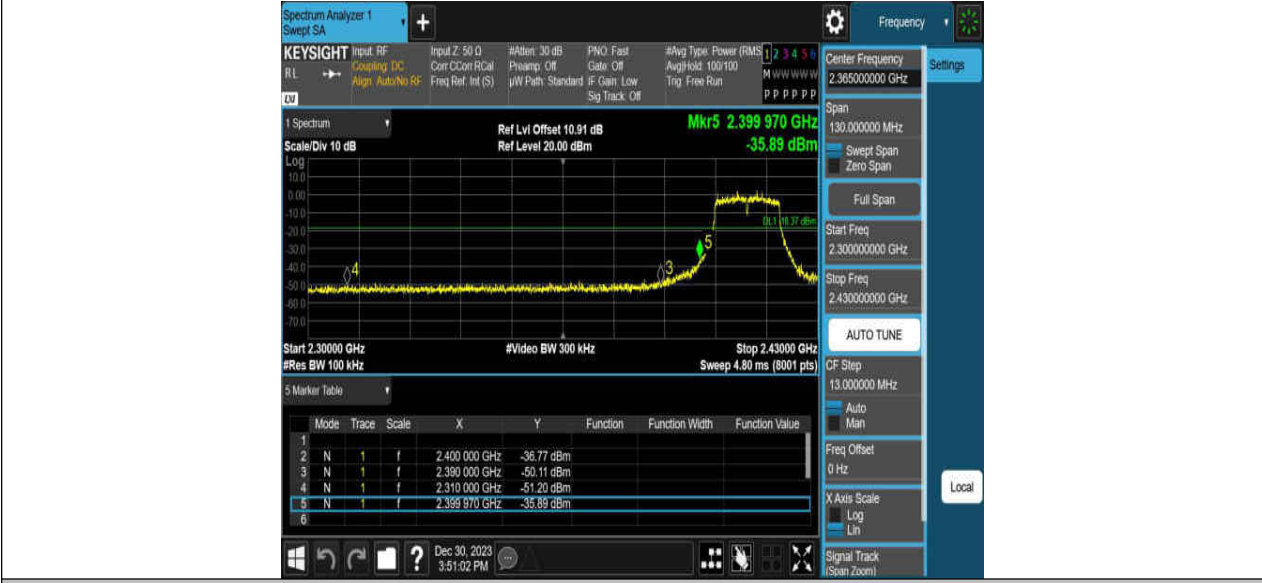 Spectrum Analyzer 1
Swept SA
Frequency
KEYSIGHT
RL
LXI
Input: RF
Coupling: DC
Align: Auto/No RF
Input Z: 50 Ω
Corr CCorr RCal
Freq Ref: Int (S)
#Atten: 30 dB
Preamp: Off
µW Path: Standard
PNO: Fast
Gate: Off
IF Gain: Low
Sig Track: Off
#Avg Type: Power (RMS
Avg|Hold: 100/100
Trig: Free Run
1 2 3 4 5 6
M W W W W W
P P P P P P
1 Spectrum
Scale/Div 10 dB
Ref Lvl Offset 10.91 dB
Ref Level 20.00 dBm
Mkr5 2.399 970 GHz
-35.89 dBm
Log
10.0
0.00
-10.0
-20.0
-30.0
-40.0
-50.0
-60.0
-70.0
4
3
5
Start 2.30000 GHz
#Res BW 100 kHz
#Video BW 300 kHz
Stop 2.43000 GHz
Sweep 4.80 ms (8001 pts)
5 Marker Table
Mode Trace Scale X Y Function Function Width Function Value
1
2 N 1 f 2.400 000 GHz -36.77 dBm
3 N 1 f 2.390 000 GHz -50.11 dBm
4 N 1 f 2.310 000 GHz -51.20 dBm
5 N 1 f 2.399 970 GHz -35.89 dBm
6
Dec 30, 2023
3:51:02 PM
Center Frequency
2.365000000 GHz
Settings
Span
130.000000 MHz
Swept Span
Zero Span
Full Span
Start Freq
2.300000000 GHz
Stop Freq
2.430000000 GHz
AUTO TUNE
CF Step
13.000000 MHz
Auto
Man
Freq Offset
0 Hz
X Axis Scale
Log
Lin
Local
Signal Track
(Span Zoom)